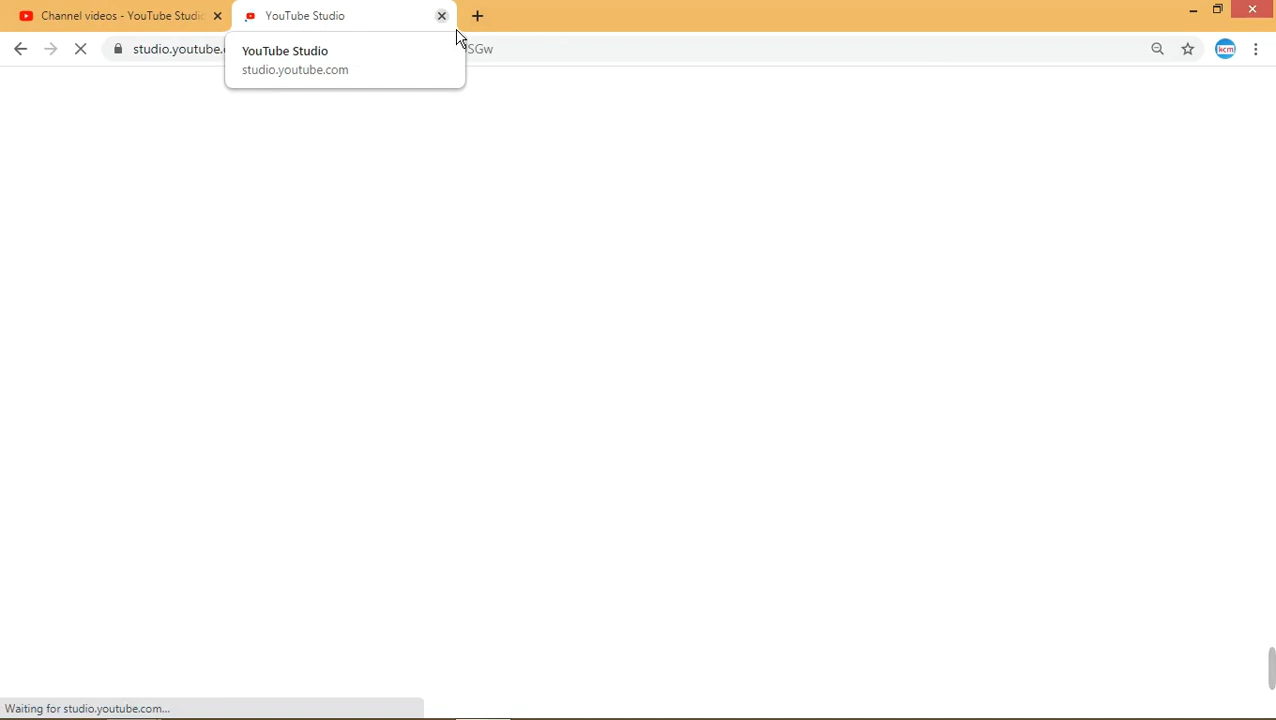 Channel videos - YouTube Studio
YouTube Studio
studio.youtube.
SGw
kcm
YouTube Studio
studio.youtube.com
Waiting for studio.youtube.com...